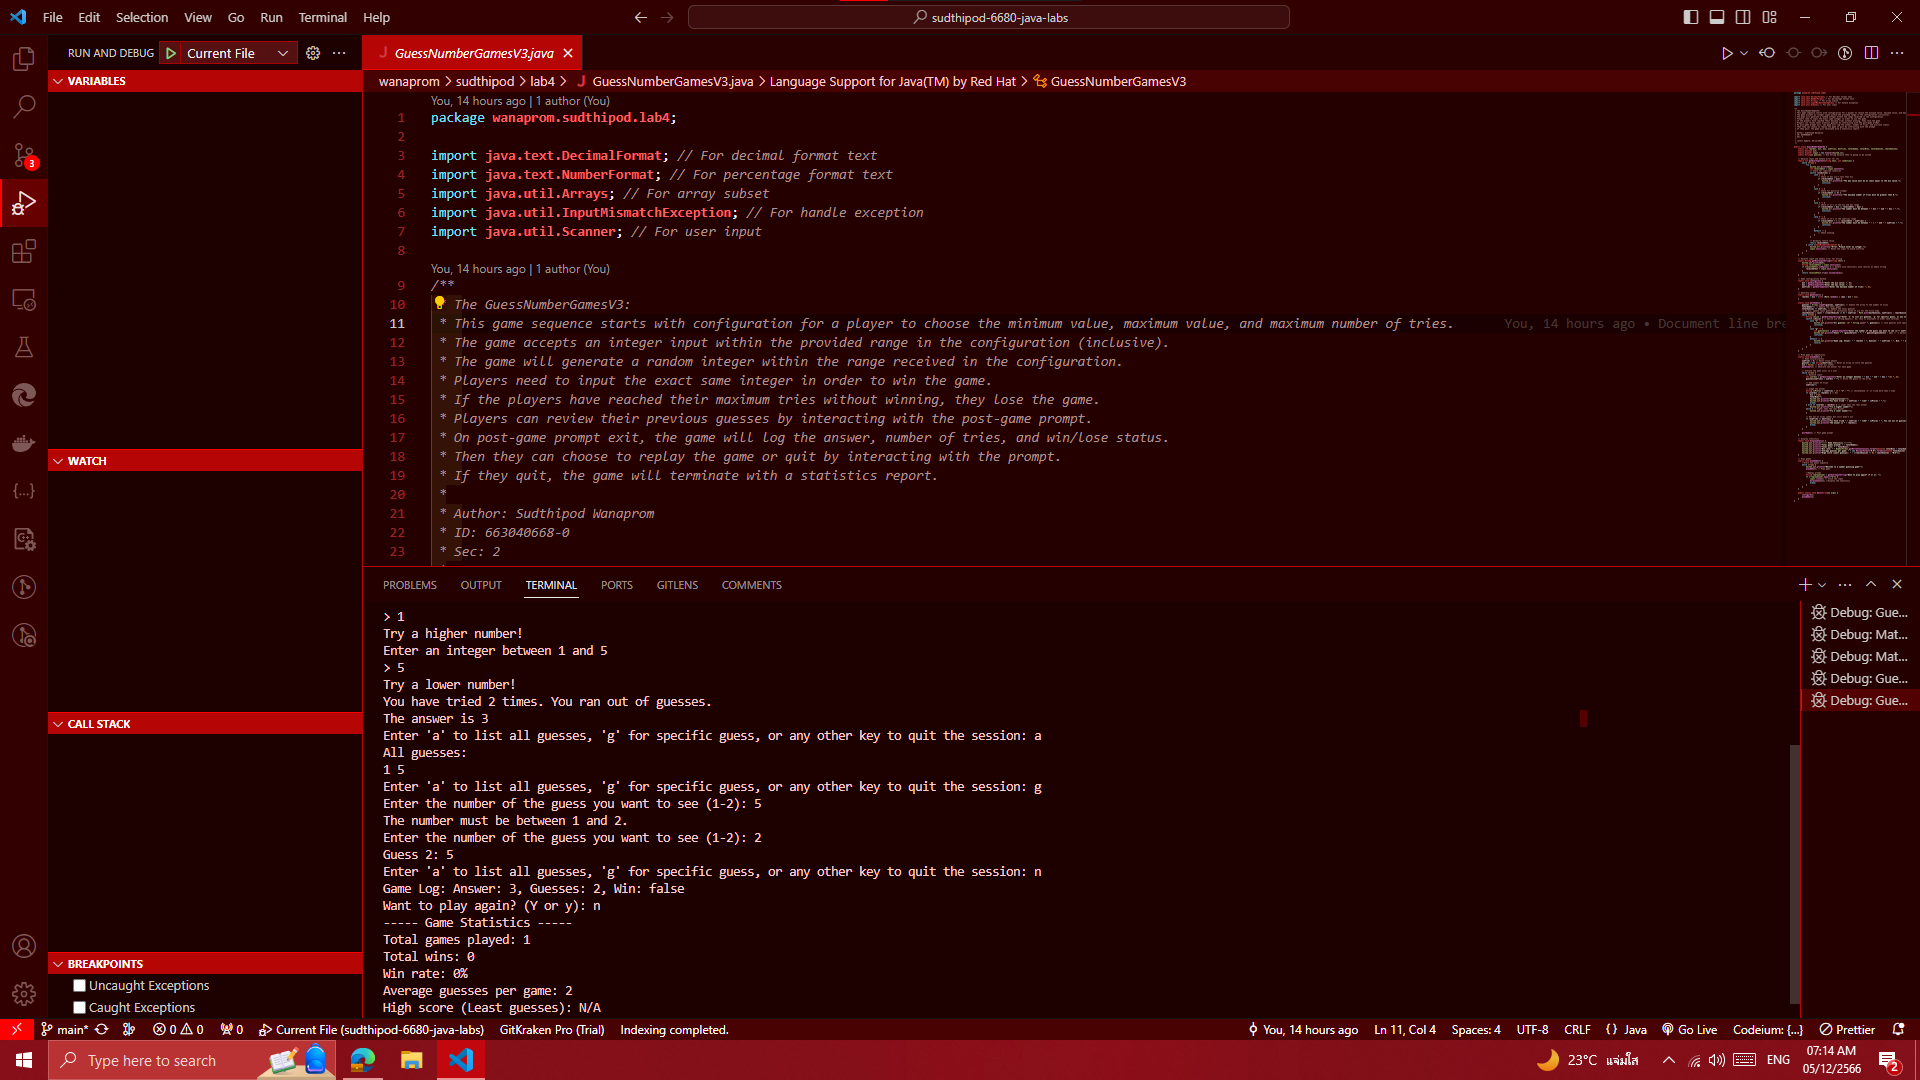 File Edit Selection View Go Run Terminal Help
sudthipod-6680-java-labs
RUN AND DEBUG Current File
GuessNumberGamesV3.java
wanaprom > sudthipod > lab4 > GuessNumberGamesV3.java > Language Support for Java(TM) by Red Hat > GuessNumberGamesV3
VARIABLES
WATCH
CALL STACK
BREAKPOINTS
Uncaught Exceptions
Caught Exceptions
3
You, 14 hours ago | 1 author (You)
1 package wanaprom.sudthipod.lab4;
2
3 import java.text.DecimalFormat; // For decimal format text
4 import java.text.NumberFormat; // For percentage format text
5 import java.util.Arrays; // For array subset
6 import java.util.InputMismatchException; // For handle exception
7 import java.util.Scanner; // For user input
8
You, 14 hours ago | 1 author (You)
9 /**
10 The GuessNumberGamesV3:
11 * This game sequence starts with configuration for a player to choose the minimum value, maximum value, and maximum number of tries. You, 14 hours ago • Document line bre
12 * The game accepts an integer input within the provided range in the configuration (inclusive).
13 * The game will generate a random integer within the range received in the configuration.
14 * Players need to input the exact same integer in order to win the game.
15 * If the players have reached their maximum tries without winning, they lose the game.
16 * Players can review their previous guesses by interacting with the post-game prompt.
17 * On post-game prompt exit, the game will log the answer, number of tries, and win/lose status.
18 * Then they can choose to replay the game or quit by interacting with the prompt.
19 * If they quit, the game will terminate with a statistics report.
20 *
21 * Author: Sudthipod Wanaprom
22 * ID: 663040668-0
23 * Sec: 2
PROBLEMS OUTPUT TERMINAL PORTS GITLENS COMMENTS
> 1
Try a higher number!
Enter an integer between 1 and 5
> 5
Try a lower number!
You have tried 2 times. You ran out of guesses.
The answer is 3
Enter 'a' to list all guesses, 'g' for specific guess, or any other key to quit the session: a
All guesses:
1 5
Enter 'a' to list all guesses, 'g' for specific guess, or any other key to quit the session: g
Enter the number of the guess you want to see (1-2): 5
The number must be between 1 and 2.
Enter the number of the guess you want to see (1-2): 2
Guess 2: 5
Enter 'a' to list all guesses, 'g' for specific guess, or any other key to quit the session: n
Game Log: Answer: 3, Guesses: 2, Win: false
Want to play again? (Y or y): n
----- Game Statistics -----
Total games played: 1
Total wins: 0
Win rate: 0%
Average guesses per game: 2
High score (Least guesses): N/A
Debug: Gue...
Debug: Mat...
Debug: Mat...
Debug: Gue...
Debug: Gue...
main* 0 0 0 Current File (sudthipod-6680-java-labs) GitKraken Pro (Trial) Indexing completed. You, 14 hours ago Ln 11, Col 4 Spaces: 4 UTF-8 CRLF {} Java Go Live Codeium: {...} Prettier
Type here to search 23°C แจ่มใส ENG 07:14 AM
05/12/2566 2